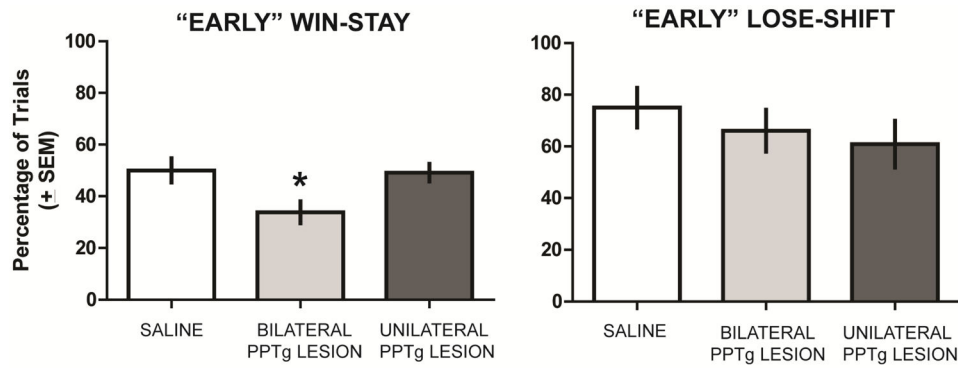 “EARLY” WIN-STAY
Percentage of Trials
(± SEM)
100
80
60
40
20
0
*
SALINE
BILATERAL
PPTg LESION
UNILATERAL
PPTg LESION
“EARLY” LOSE-SHIFT
100
80
60
40
20
0
SALINE
BILATERAL
PPTg LESION
UNILATERAL
PPTg LESION